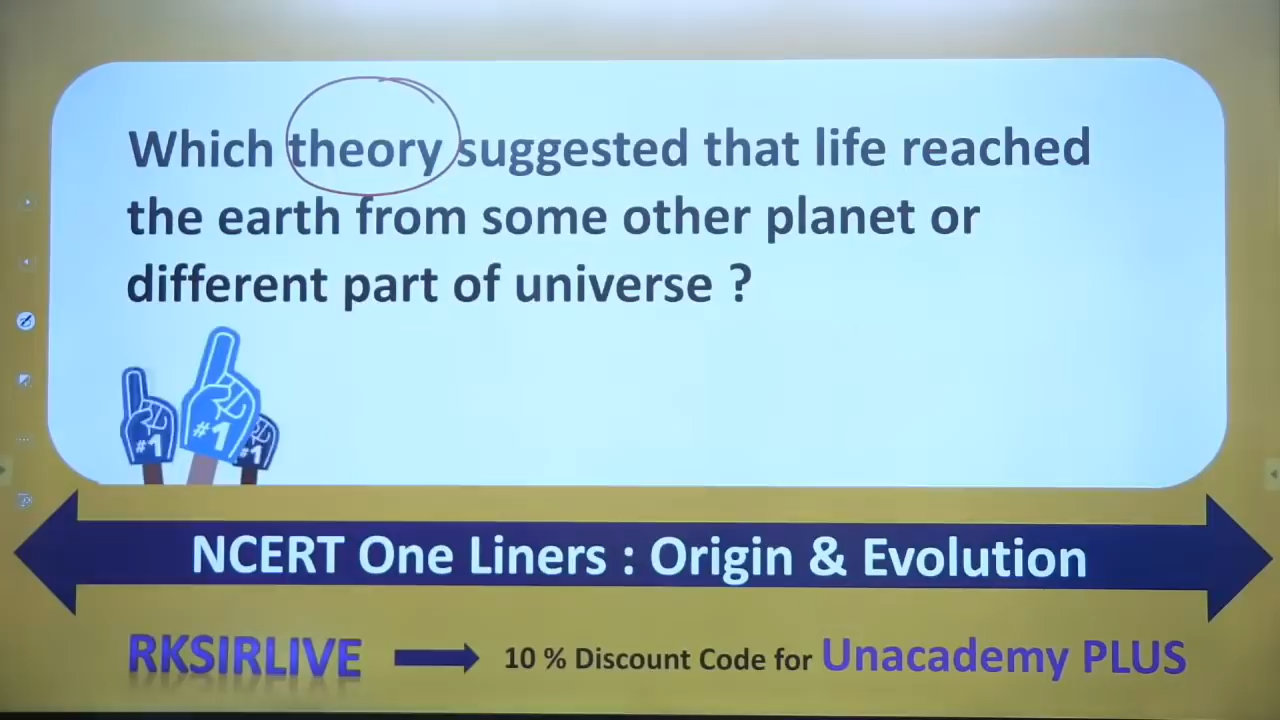 Which theory suggested that life reached
the earth from some other planet or
different part of universe ?
#1 #1 #1
NCERT One Liners : Origin & Evolution
RKSIRLIVE 10 % Discount Code for Unacademy PLUS